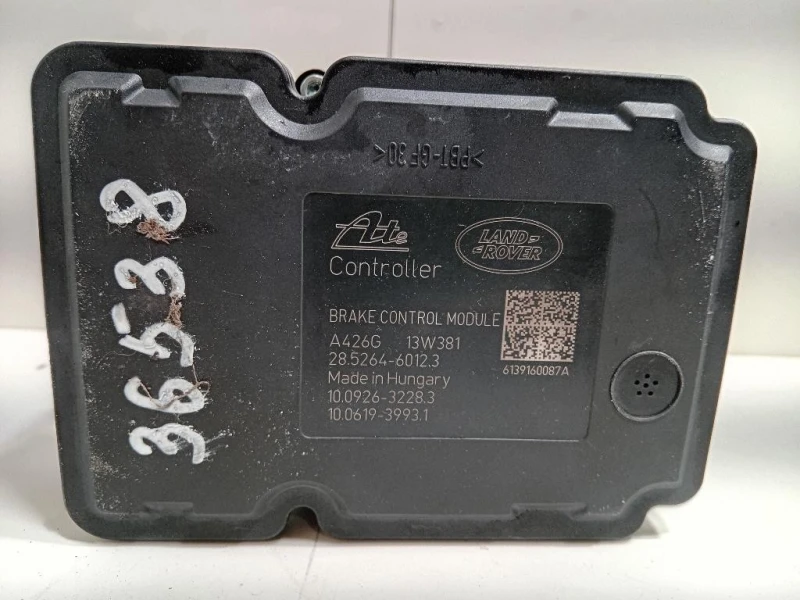 >PBT-GF30<
Ate
LAND-
-ROVER
Controller
BRAKE CONTROL MODULE
A426G 13W381
28.5264-6012.3
6139160087A
Made in Hungary
10.0926-3228.3
10.0619-3993.1
36538